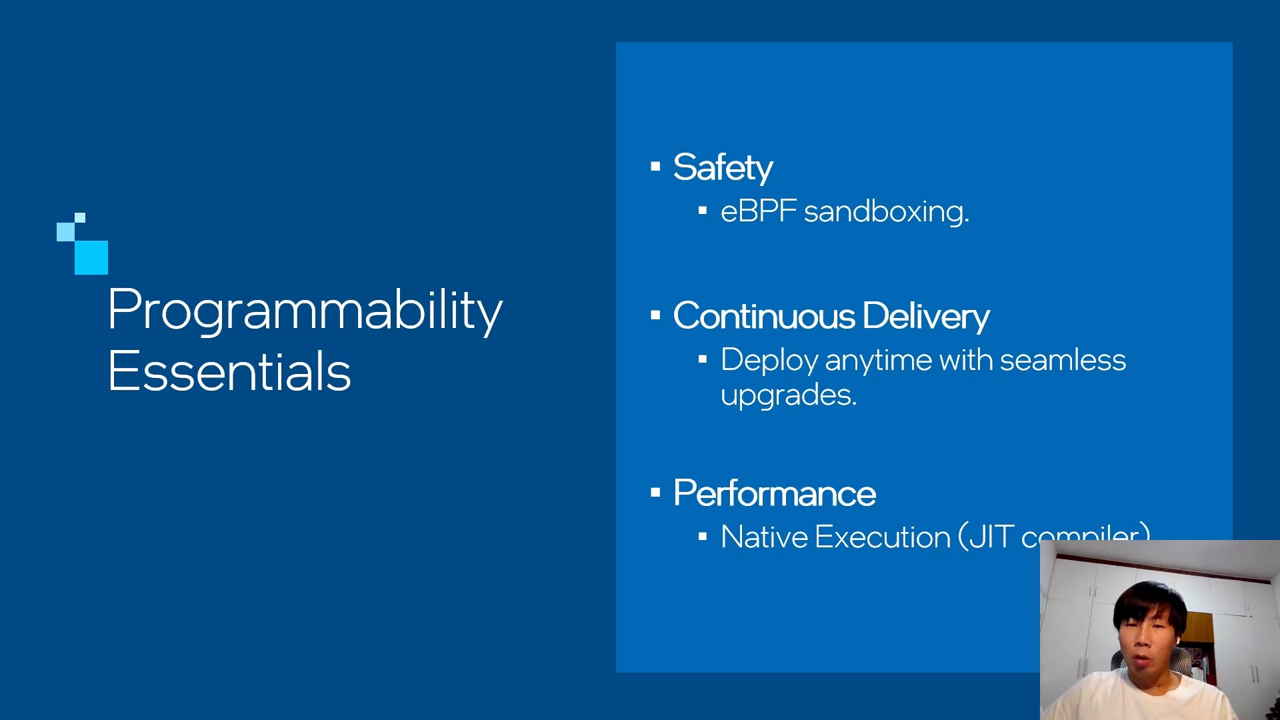 Programmability
Essentials
▪ Safety
▪ eBPF sandboxing.
▪ Continuous Delivery
▪ Deploy anytime with seamless
upgrades.
▪ Performance
▪ Native Execution (JIT compiler)